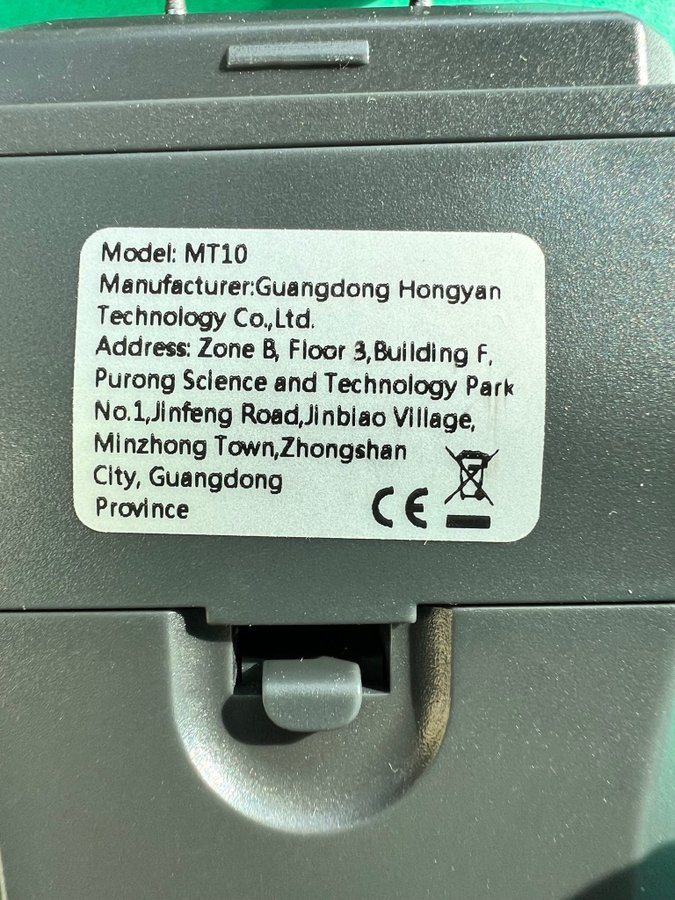 Model: MT10
Manufacturer:Guangdong Hongyan
Technology Co.,Ltd.
Address: Zone B, Floor 3,Building F,
Purong Science and Technology Park
No.1,Jinfeng Road,Jinbiao Village,
Minzhong Town,Zhongshan
City, Guangdong
Province
CE